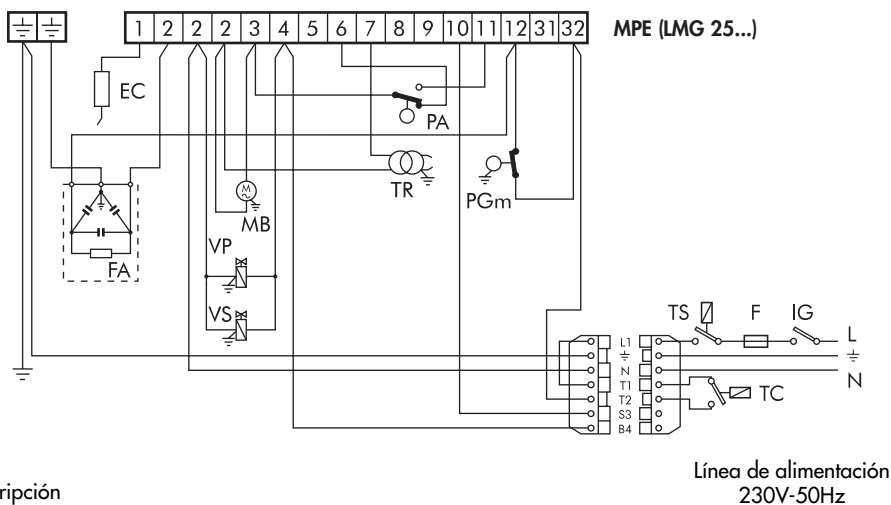 1 2 2 2 3 4 5 6 7 8 9 10 11 12 31 32 MPE (LMG 25...)
EC
PA
TR
PGm
MB
VP
FA
VS
TS F IG
L1 L
N N
T1
T2 TC
S3
B4
Línea de alimentación
ripción 230V-50Hz